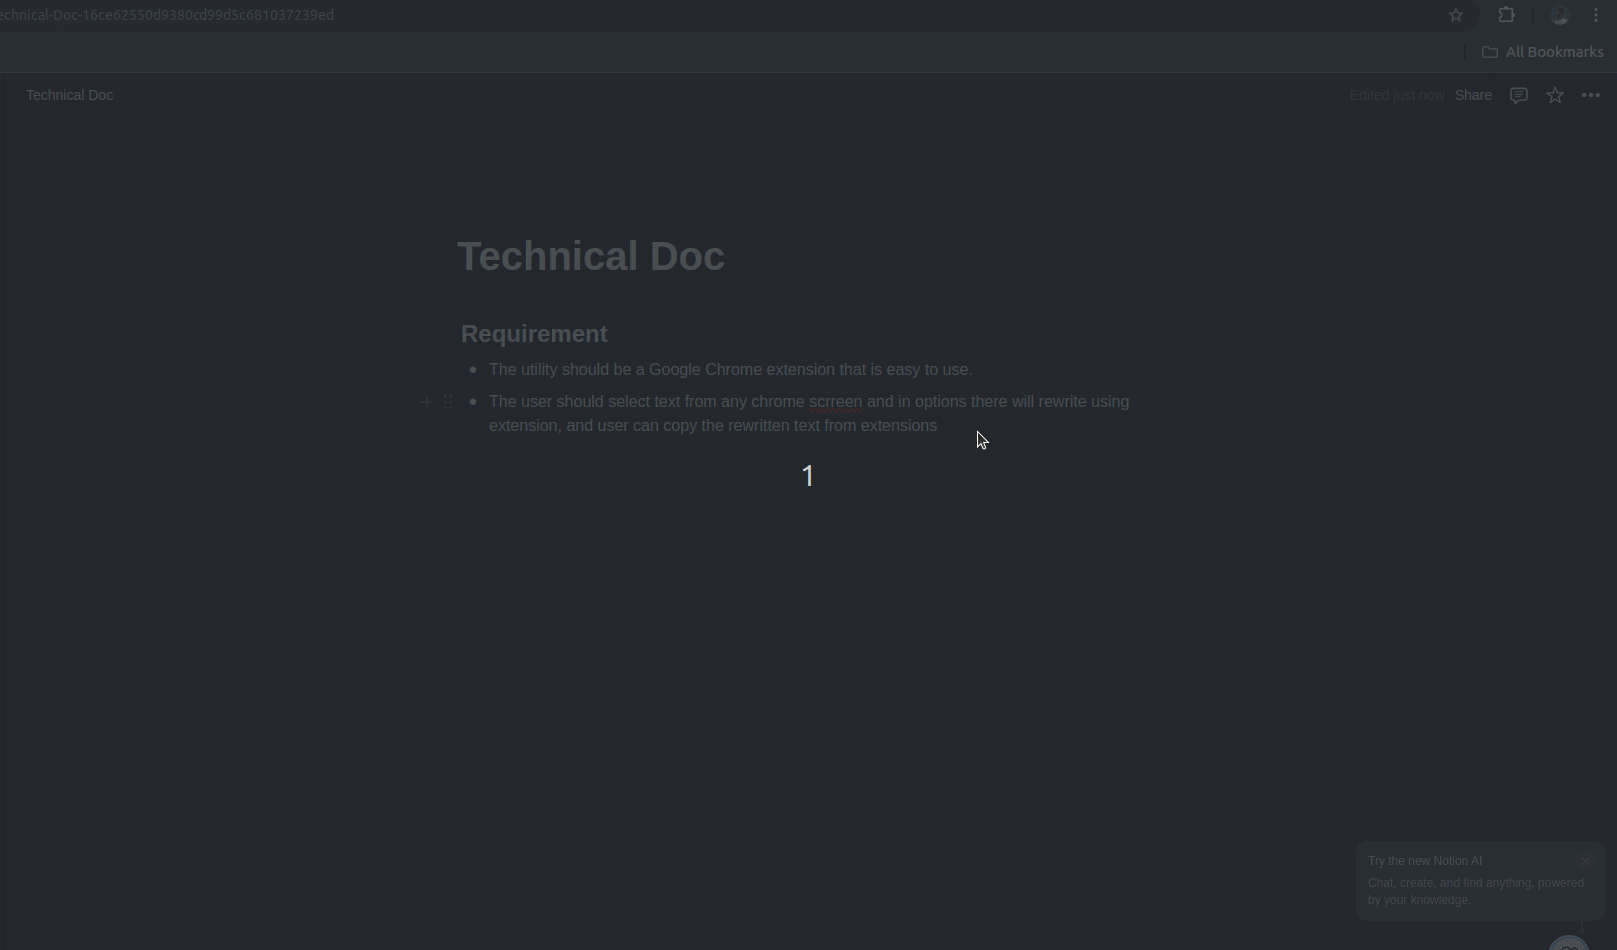 echnical-Doc-16ce62550d9380cd99d5c681037239ed
All Bookmarks
Technical Doc
Edited just now
Share
Technical Doc
Requirement
The utility should be a Google Chrome extension that is easy to use.
The user should select text from any chrome scrreen and in options there will rewrite using
extension, and user can copy the rewritten text from extensions
1
Try the new Notion AI
Chat, create, and find anything, powered
by your knowledge.